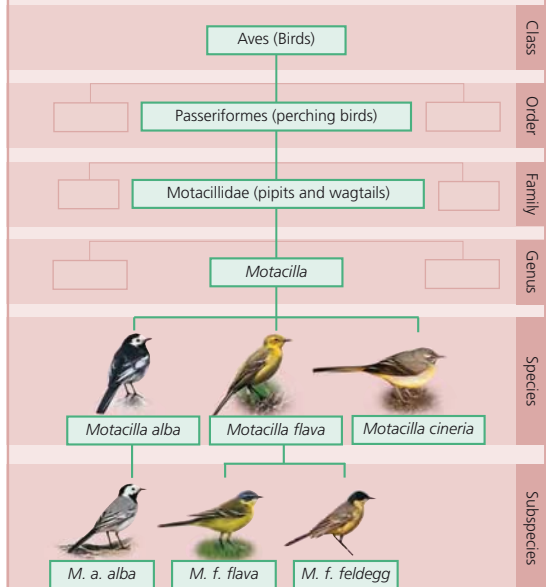 Aves (Birds)
Class
Passeriformes (perching birds)
Order
Motacillidae (pipits and wagtails)
Family
Motacilla
Genus
Motacilla alba
Motacilla flava
Motacilla cineria
Species
M. a. alba
M. f. flava
M. f. feldegg
Subspecies